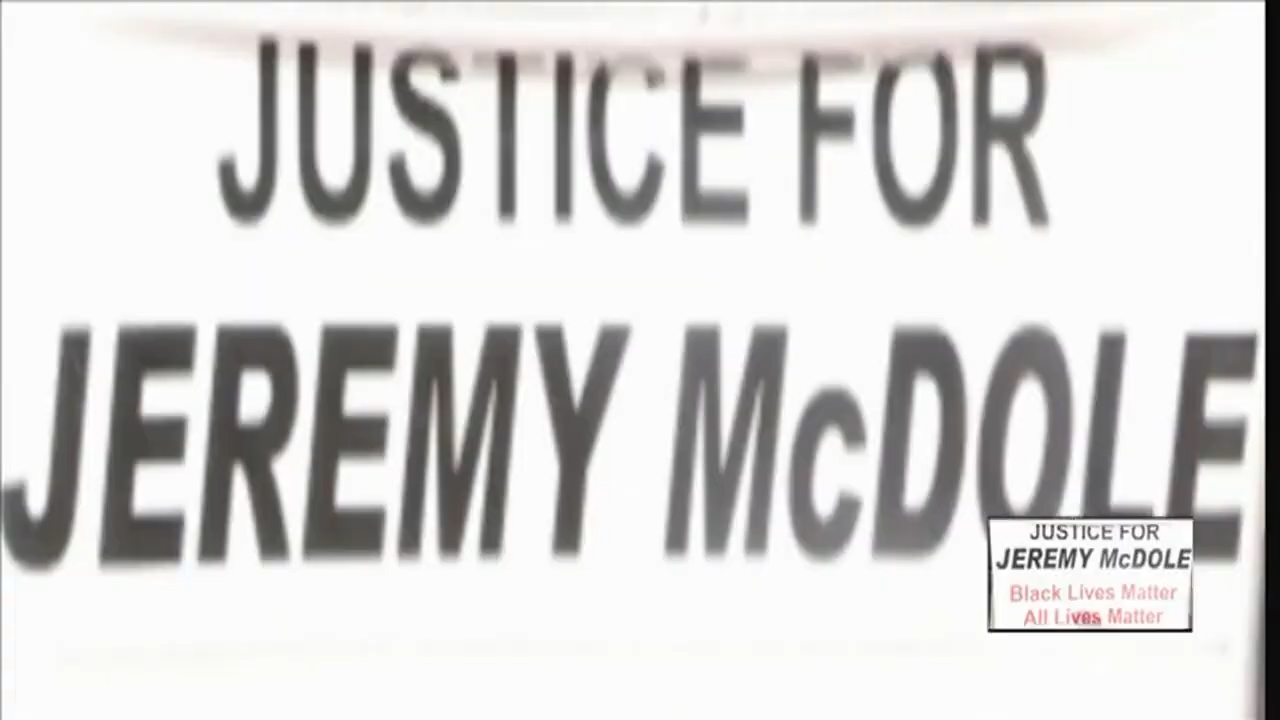 JUSTICE FOR
JEREMY McDOLE
JUSTICE FOR
JEREMY McDOLE
Black Lives Matter
All Lives Matter